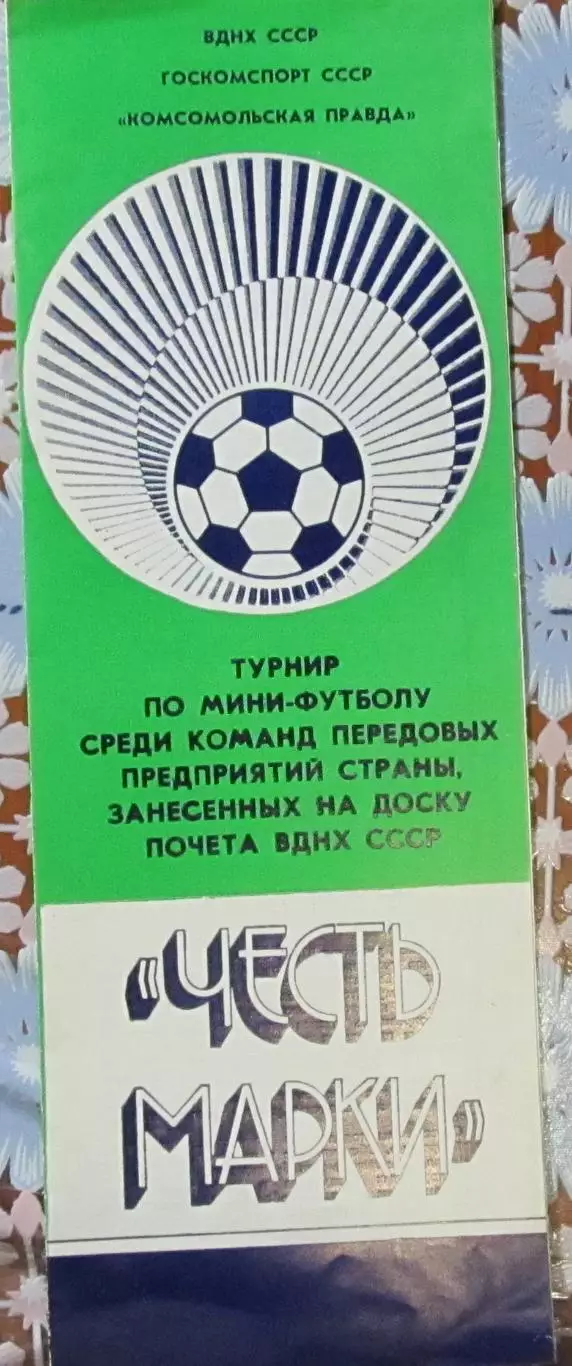 ВДНХ СССР
ГОСКОМСПОРТ СССР
«КОМСОМОЛЬСКАЯ ПРАВДА»
ТУРНИР
ПО МИНИ-ФУТБОЛУ
СРЕДИ КОМАНД ПЕРЕДОВЫХ
ПРЕДПРИЯТИЙ СТРАНЫ,
ЗАНЕСЕННЫХ НА ДОСКУ
ПОЧЕТА ВДНХ СССР
«ЧЕСТЬ
МАРКИ»